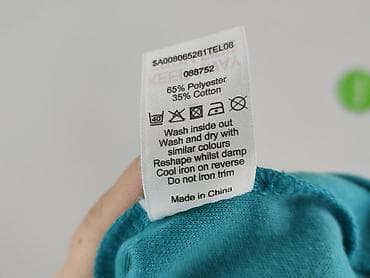 SA008065261TEL08
088752
65% Polyester
35% Cotton
Wash inside out
Wash and dry with
similar colours
Reshape whilst damp
Cool iron on reverse
Do not iron trim
Made in China